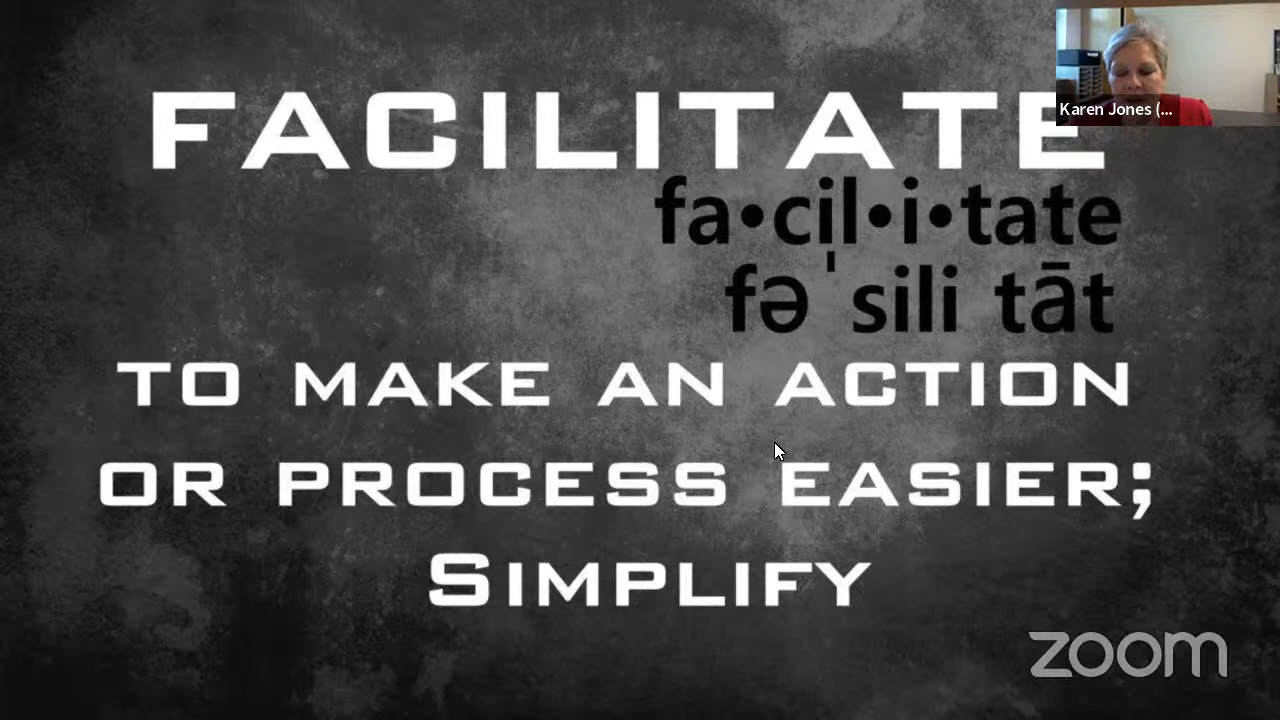 FACILITATE
Karen Jones (...
fa•cil•i•tate
fəˈsili tāt
TO MAKE AN ACTION
OR PROCESS EASIER;
SIMPLIFY
zoom